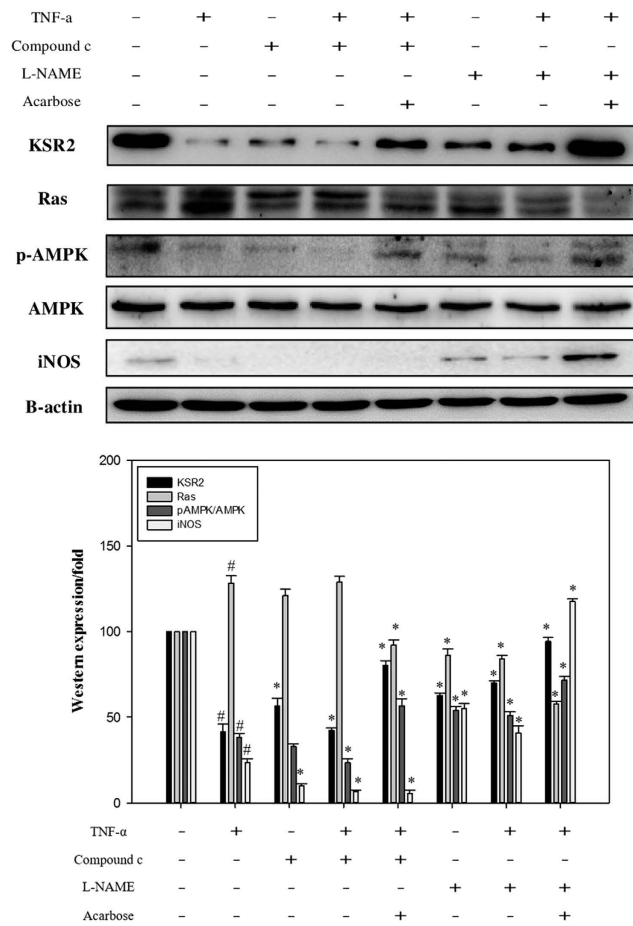 TNF-a – + – + + – + +
Compound c – – + + + – – –
L-NAME – – – – – + + +
Acarbose – – – – + – – +
KSR2
Ras
p-AMPK
AMPK
iNOS
B-actin
200
150
100
50
0
Western expression/fold
KSR2
Ras
pAMPK/AMPK
iNOS
# # # #
* *
* * *
* * * *
* * * *
* * * *
* * * *
TNF-α – + – + + – + +
Compound c – – + + + – – –
L-NAME – – – – – + + +
Acarbose – – – – + – – +